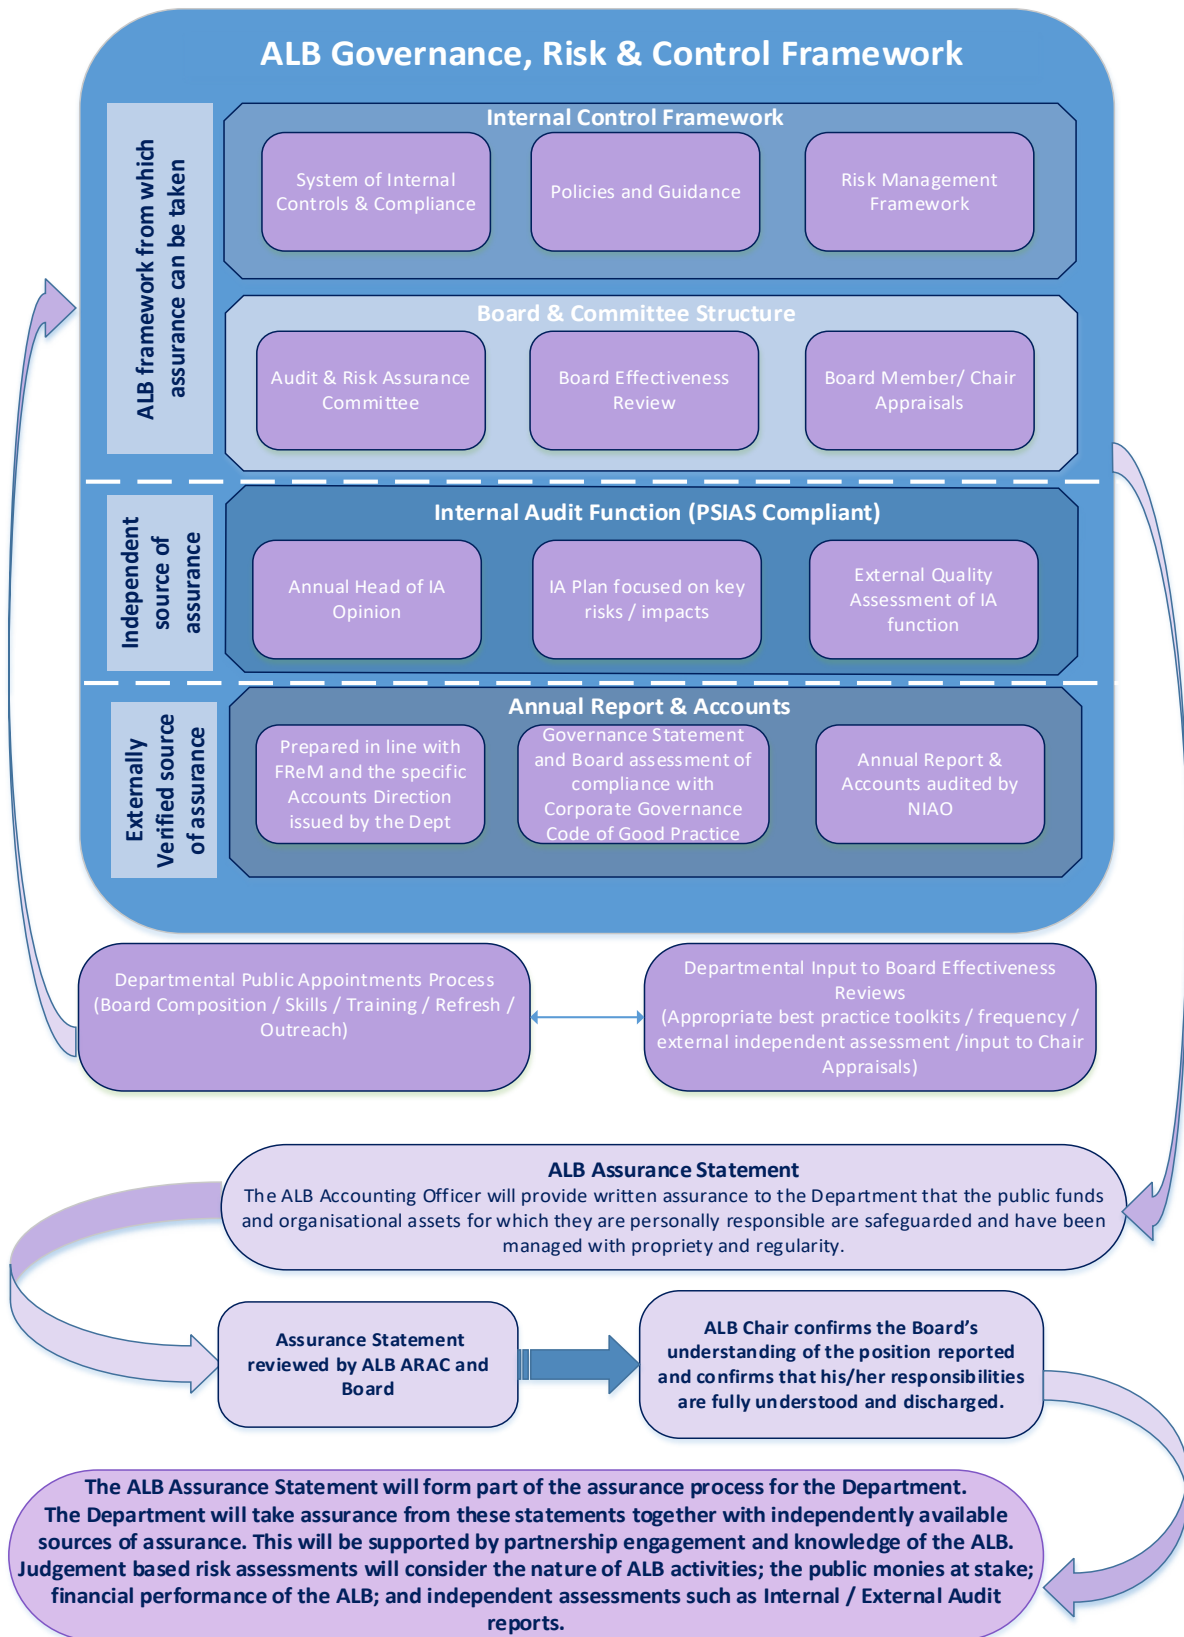 ALB Governance, Risk & Control Framework
ALB framework from which
assurance can be taken
Internal Control Framework
System of Internal
Controls & Compliance
Policies and Guidance
Risk Management
Framework
Board & Committee Structure
Audit & Risk Assurance
Committee
Board Effectiveness
Review
Board Member/ Chair
Appraisals
Independent
source of
assurance
Internal Audit Function (PSIAS Compliant)
Annual Head of IA
Opinion
IA Plan focused on key
risks / impacts
External Quality
Assessment of IA
function
Externally
Verified source
of assurance
Annual Report & Accounts
Prepared in line with
FReM and the specific
Accounts Direction
issued by the Dept
Governance Statement
and Board assessment of
compliance with
Corporate Governance
Code of Good Practice
Annual Report &
Accounts audited by
NIAO
Departmental Public Appointments Process
(Board Composition / Skills / Training / Refresh /
Outreach)
Departmental Input to Board Effectiveness
Reviews
(Appropriate best practice toolkits / frequency /
external independent assessment /input to Chair
Appraisals)
ALB Assurance Statement
The ALB Accounting Officer will provide written assurance to the Department that the public funds
and organisational assets for which they are personally responsible are safeguarded and have been
managed with propriety and regularity.
Assurance Statement
reviewed by ALB ARAC and
Board
ALB Chair confirms the Board's
understanding of the position reported
and confirms that his/her responsibilities
are fully understood and discharged.
The ALB Assurance Statement will form part of the assurance process for the Department.
The Department will take assurance from these statements together with independently available
sources of assurance. This will be supported by partnership engagement and knowledge of the ALB.
Judgement based risk assessments will consider the nature of ALB activities; the public monies at stake;
financial performance of the ALB; and independent assessments such as Internal / External Audit
reports.